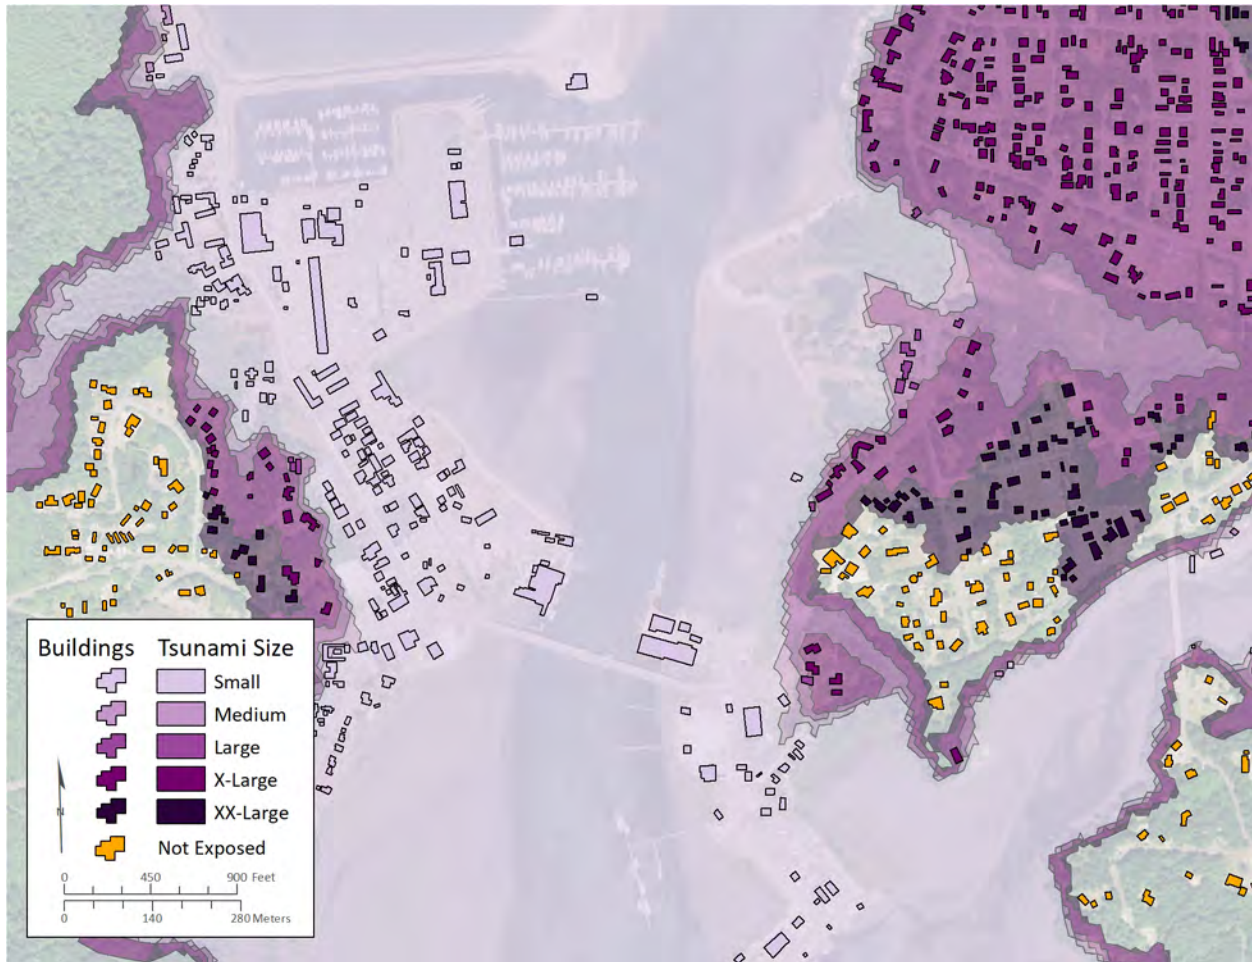 Buildings Tsunami Size
Small
Medium
Large
X-Large
XX-Large
Not Exposed
N
0 450 900 Feet
0 140 280 Meters